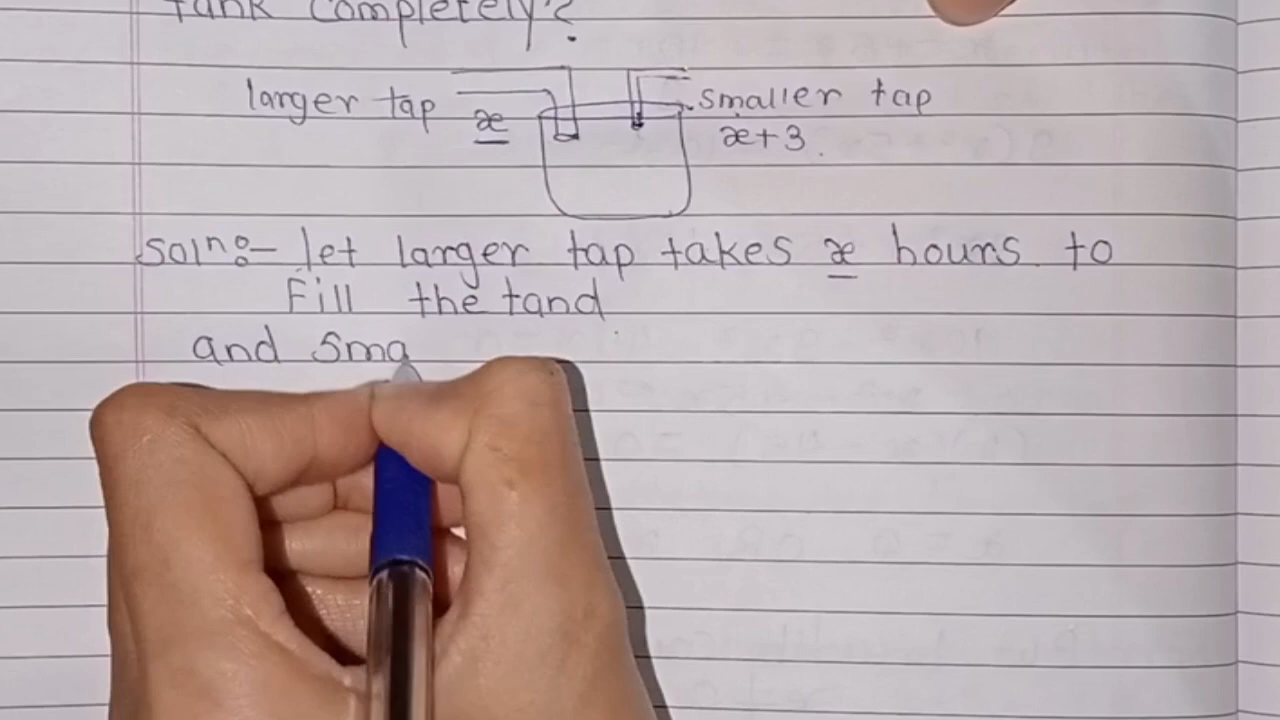 Tank completely?
larger tap x smaller tap
x+3.
Soln:- let larger tap takes x hours to
Fill the tand
and sma